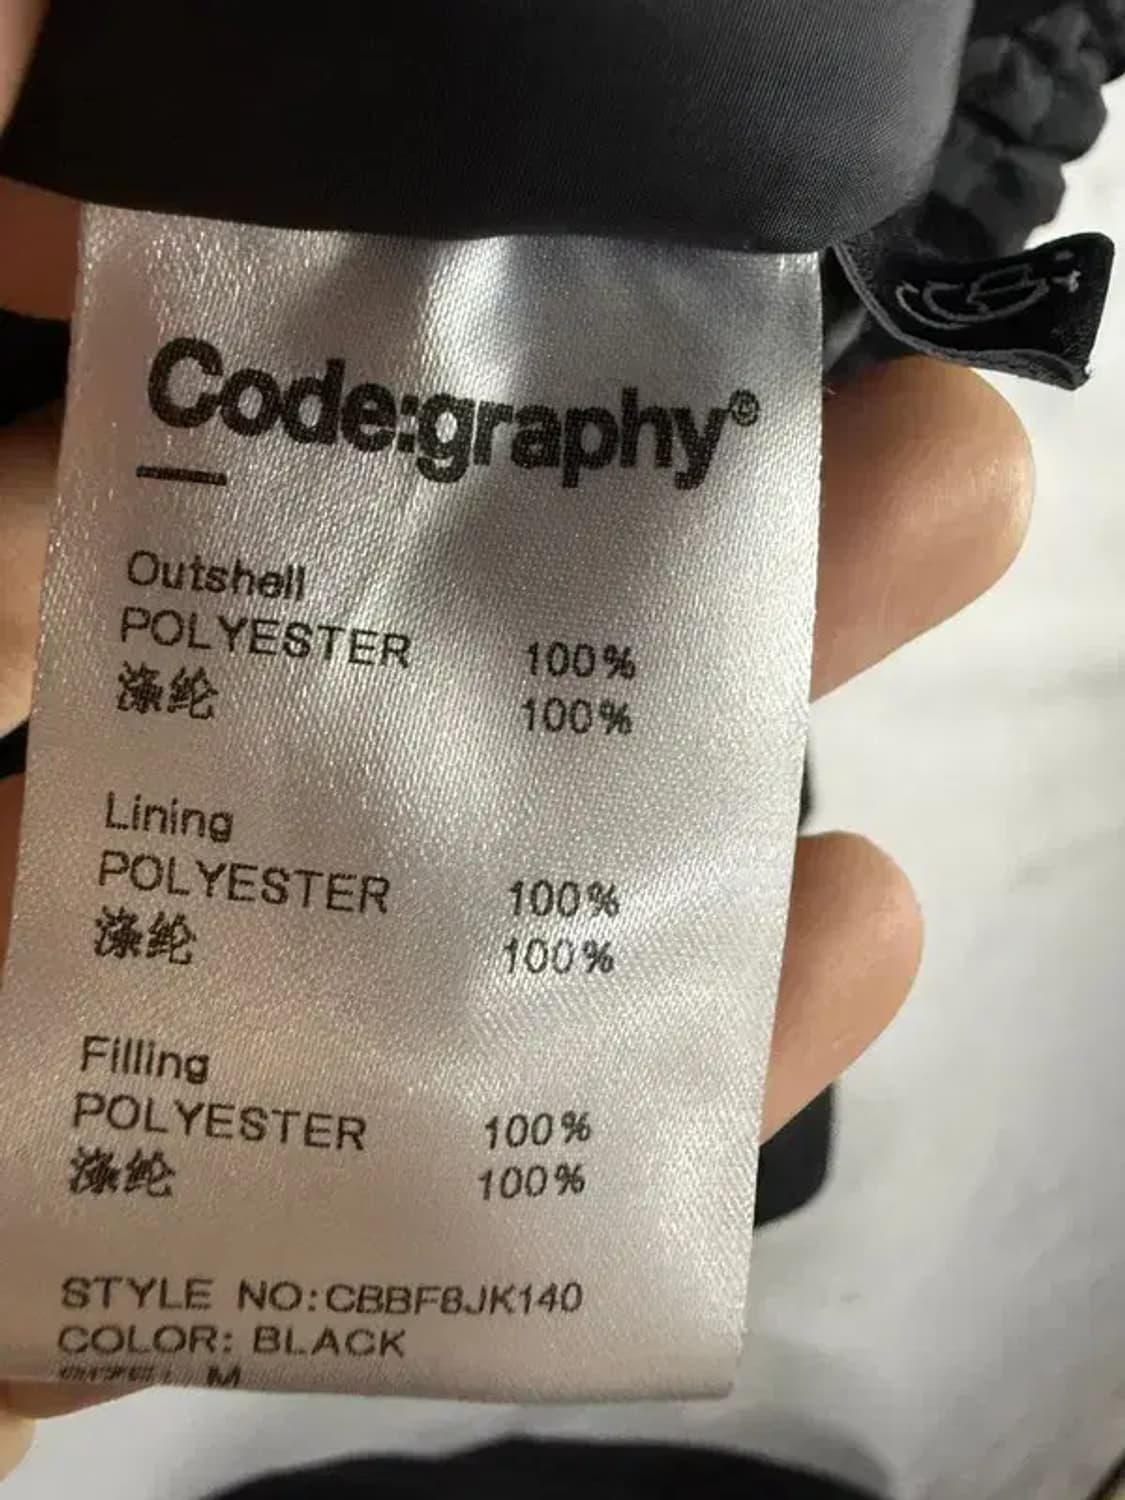 Code:graphy©
Outshell
POLYESTER 100%
涤纶 100%
Lining
POLYESTER 100%
涤纶 100%
Filling
POLYESTER 100%
涤纶 100%
STYLE NO:CBBF8JK140
COLOR: BLACK
M